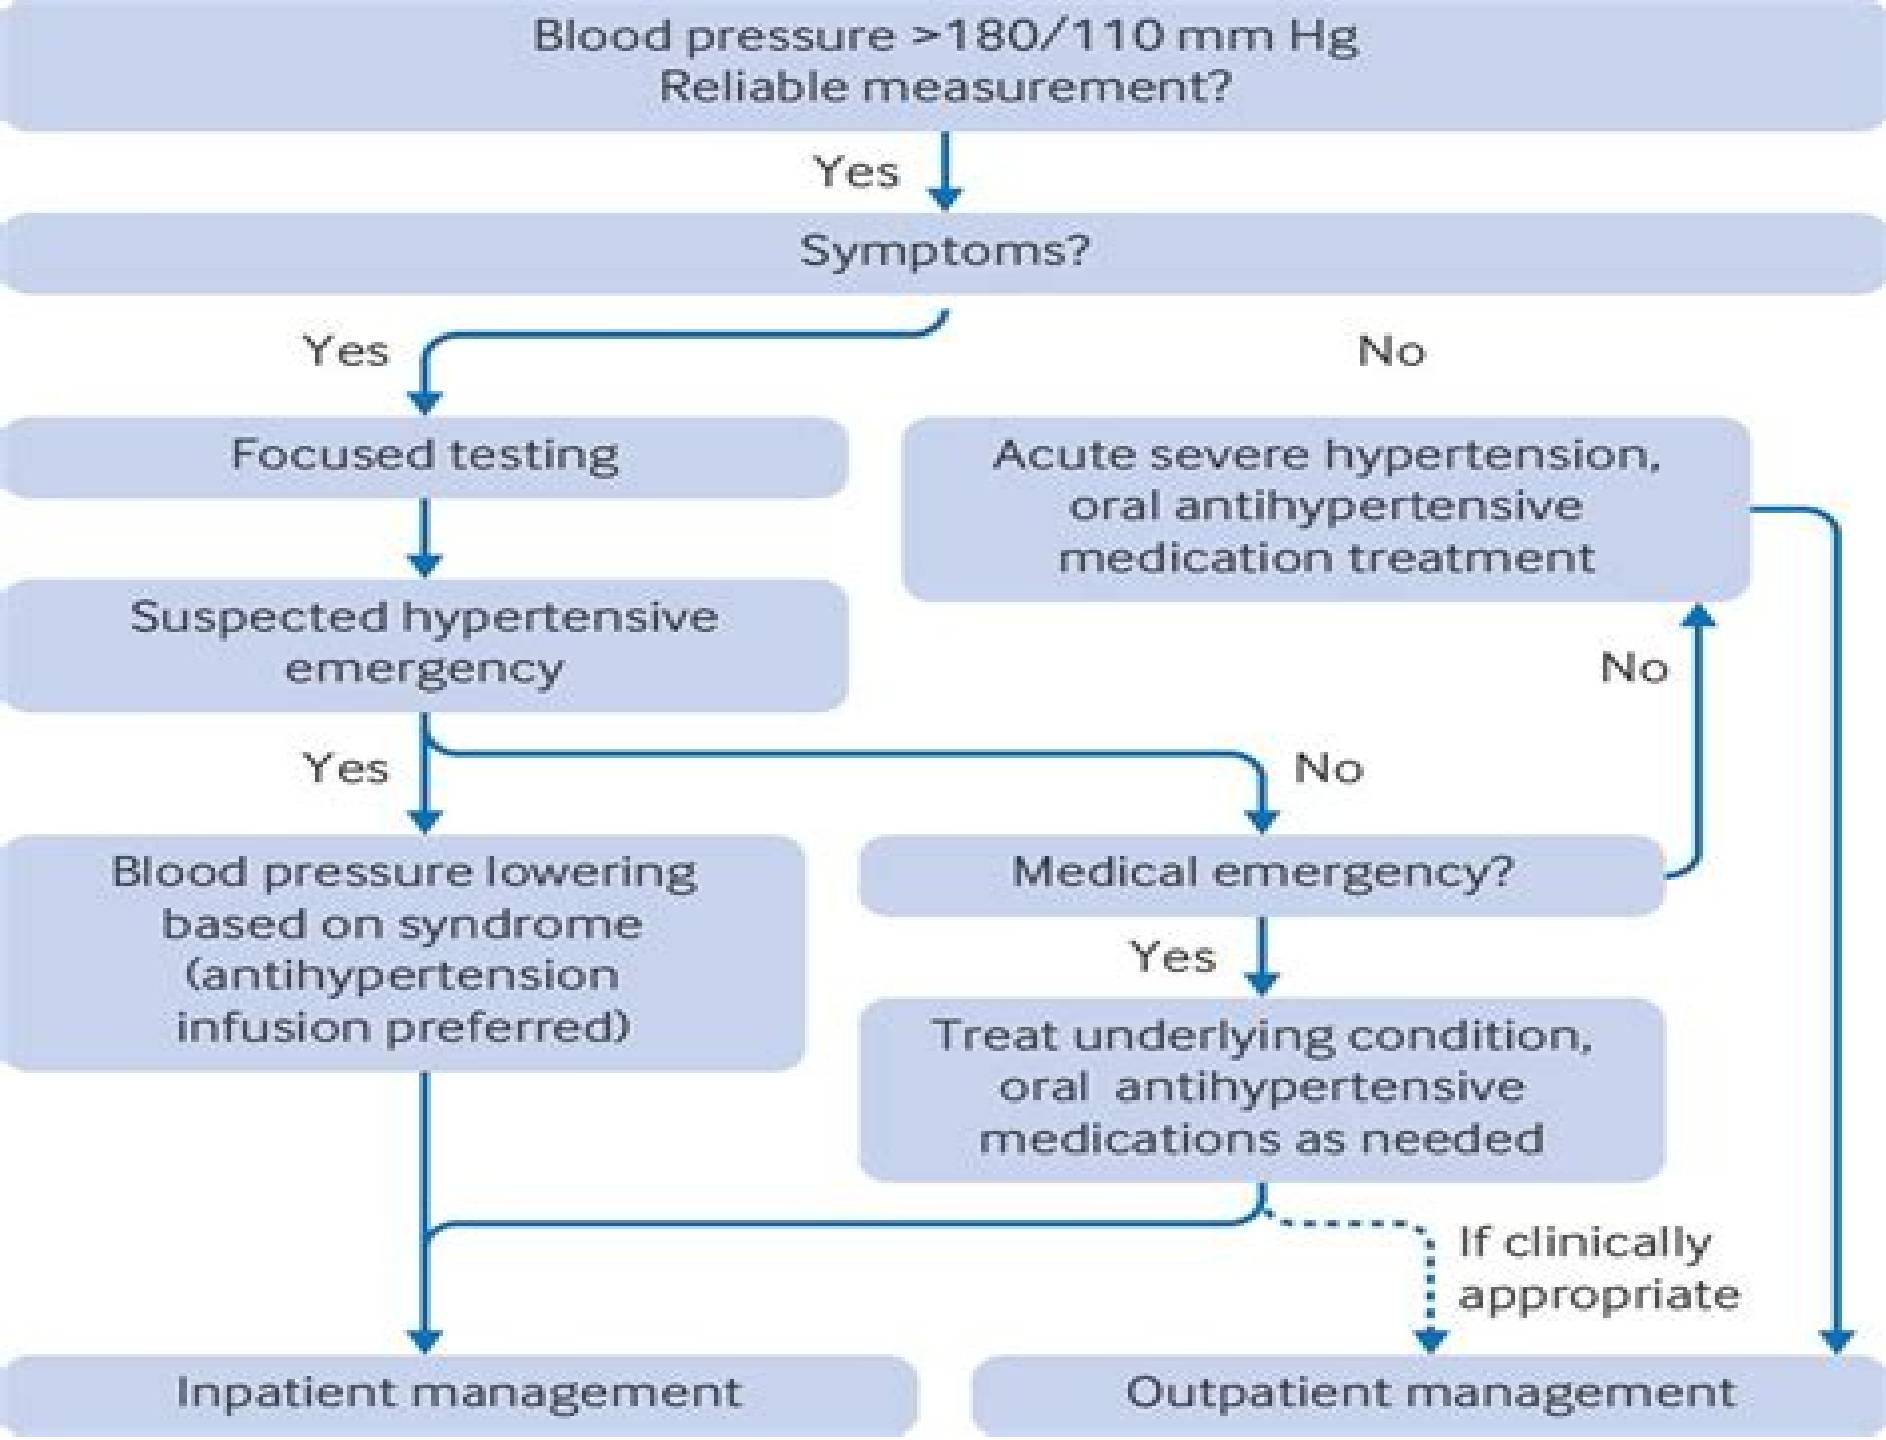 Blood pressure >180/110 mm Hg
Reliable measurement?
Yes
Symptoms?
Yes
No
Focused testing
Acute severe hypertension,
oral antihypertensive
medication treatment
Suspected hypertensive
emergency
No
Yes
No
Blood pressure lowering
based on syndrome
(antihypertension
infusion preferred)
Medical emergency?
Yes
Treat underlying condition,
oral antihypertensive
medications as needed
If clinically
appropriate
Inpatient management
Outpatient management